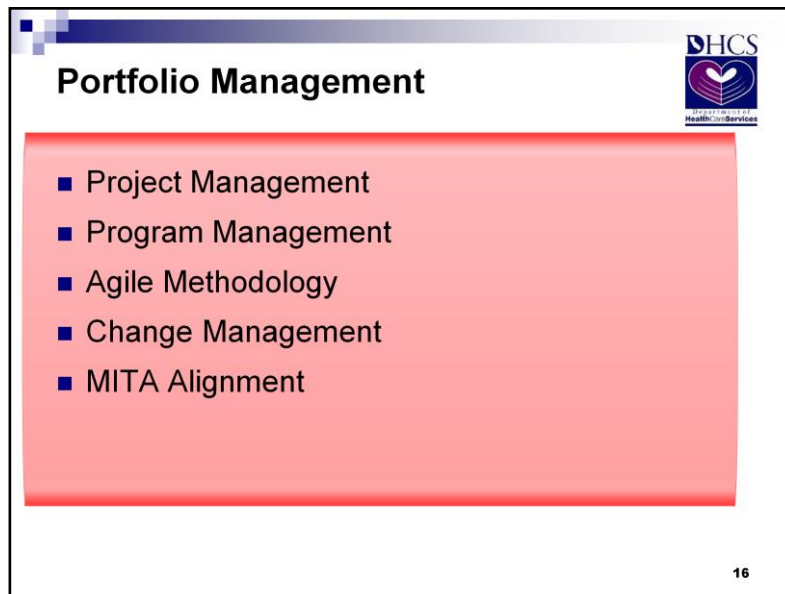 Portfolio Management
DHCS
Department of
HealthCareServices
Project Management
Program Management
Agile Methodology
Change Management
MITA Alignment
16